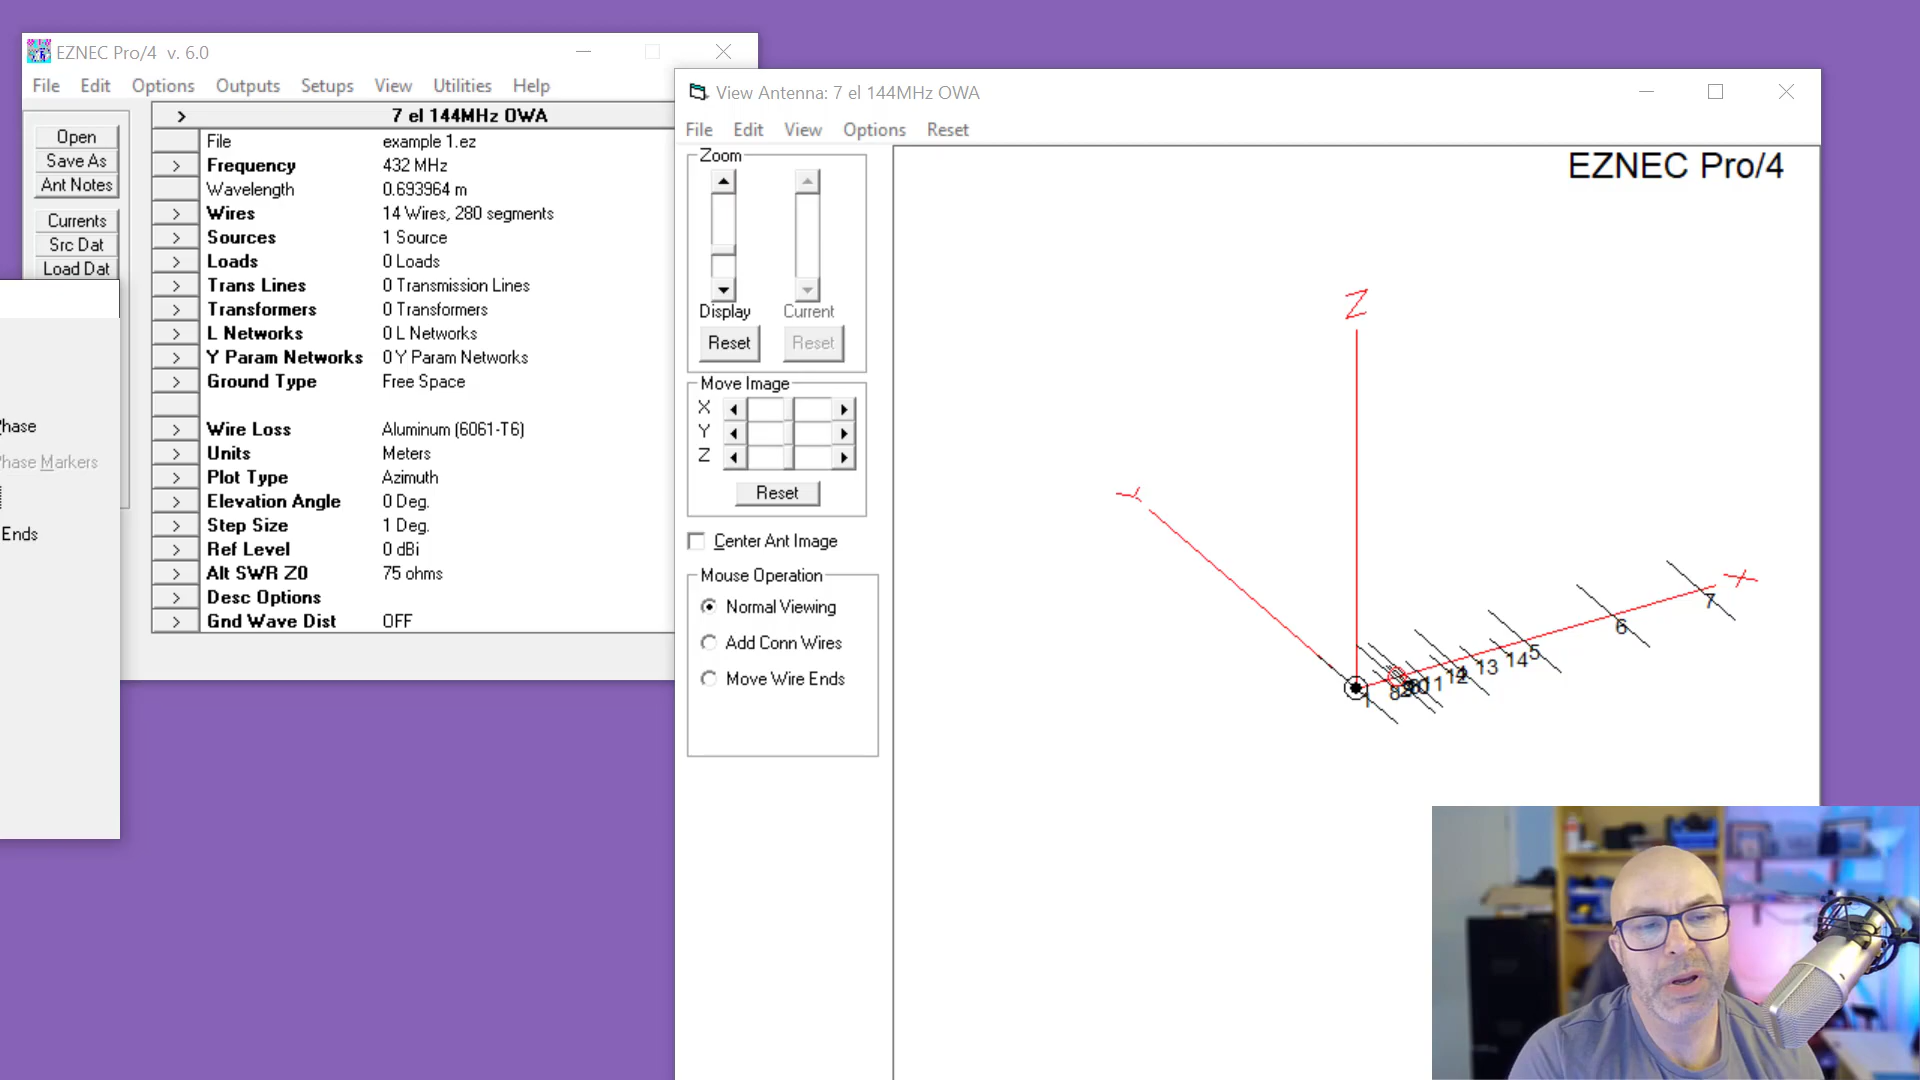 EZNEC Pro/4 v. 6.0
File Edit Options Outputs Setups View Utilities Help
> 7 el 144MHz OWA
Open
Save As
Ant Notes
Currents
Src Dat
Load Dat
File example 1.ez
> Frequency 432 MHz
Wavelength 0.693964 m
> Wires 14 Wires, 280 segments
> Sources 1 Source
> Loads 0 Loads
> Trans Lines 0 Transmission Lines
> Transformers 0 Transformers
> L Networks 0 L Networks
> Y Param Networks 0 Y Param Networks
> Ground Type Free Space
> Wire Loss Aluminum (6061-T6)
> Units Meters
> Plot Type Azimuth
> Elevation Angle 0 Deg.
> Step Size 1 Deg.
> Ref Level 0 dBi
> Alt SWR Z0 75 ohms
> Desc Options
> Gnd Wave Dist OFF
hase
hase Markers
Ends
View Antenna: 7 el 144MHz OWA
File Edit View Options Reset
Zoom
Display Current
Reset Reset
Move Image
X
Y
Z
Reset
Center Ant Image
Mouse Operation
Normal Viewing
Add Conn Wires
Move Wire Ends
EZNEC Pro/4
Z
Y
X
7
6
5
14
13
11
1